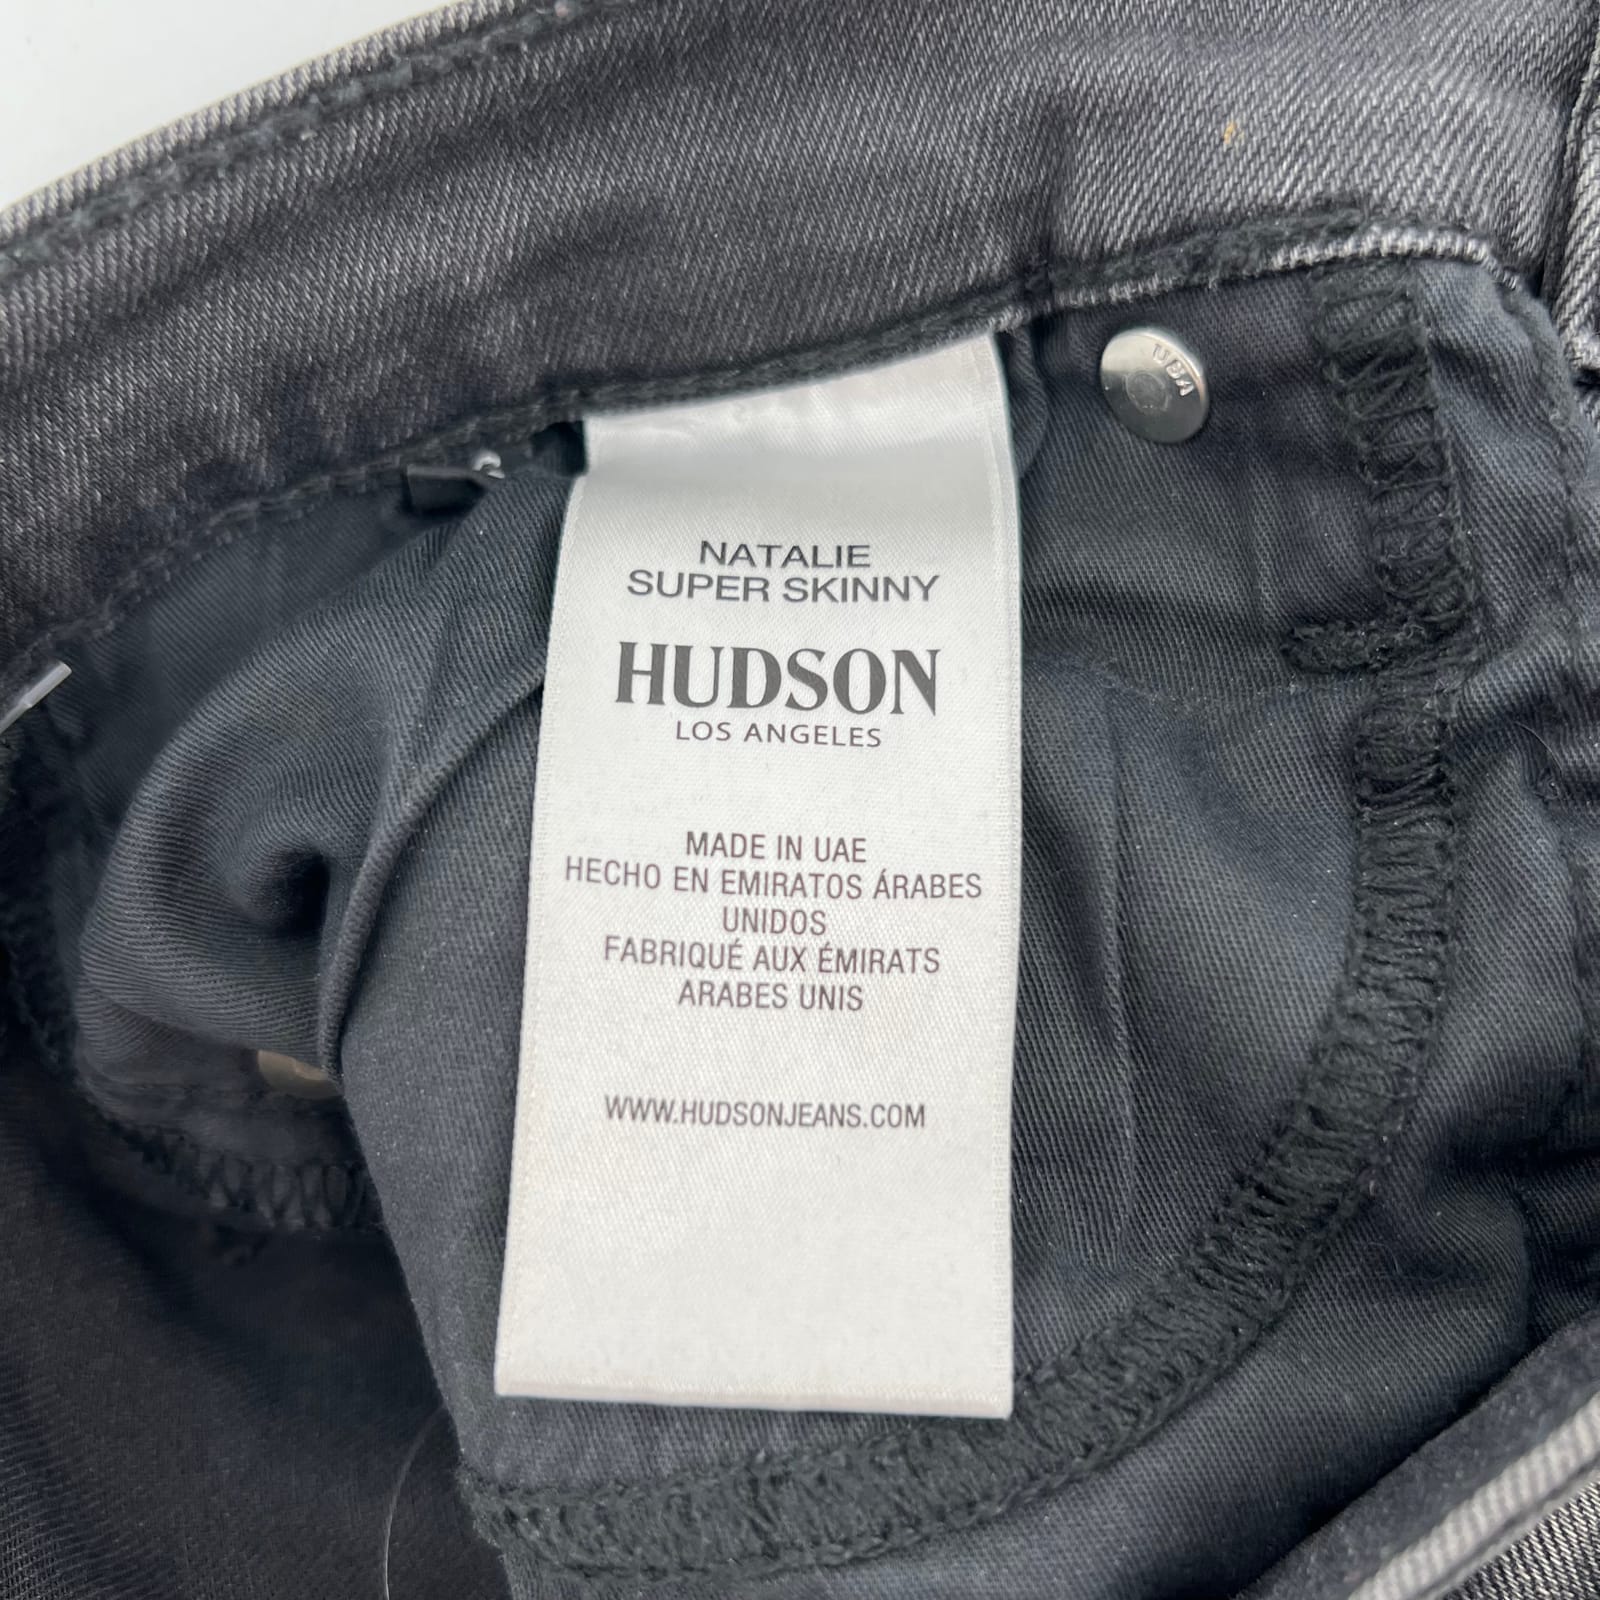 USA
NATALIE
SUPER SKINNY
HUDSON
LOS ANGELES
MADE IN UAE
HECHO EN EMIRATOS ÁRABES
UNIDOS
FABRIQUÉ AUX ÉMIRATS
ARABES UNIS
WWW.HUDSONJEANS.COM